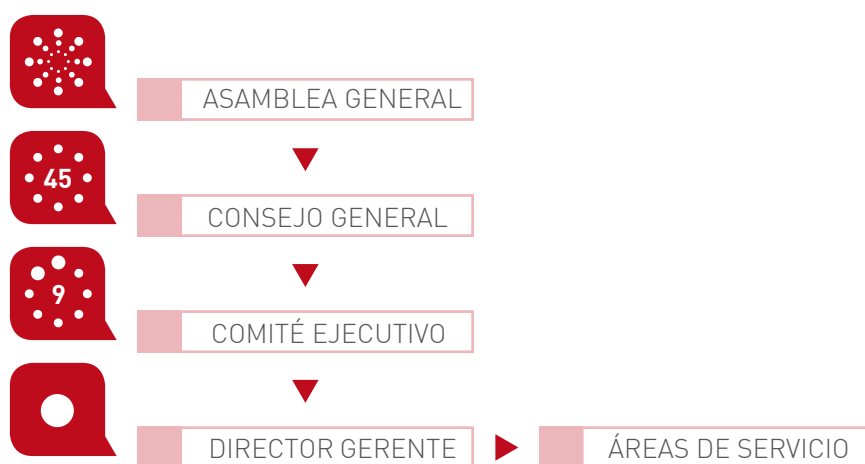 ASAMBLEA GENERAL
45
CONSEJO GENERAL
9
COMITÉ EJECUTIVO
DIRECTOR GERENTE
ÁREAS DE SERVICIO